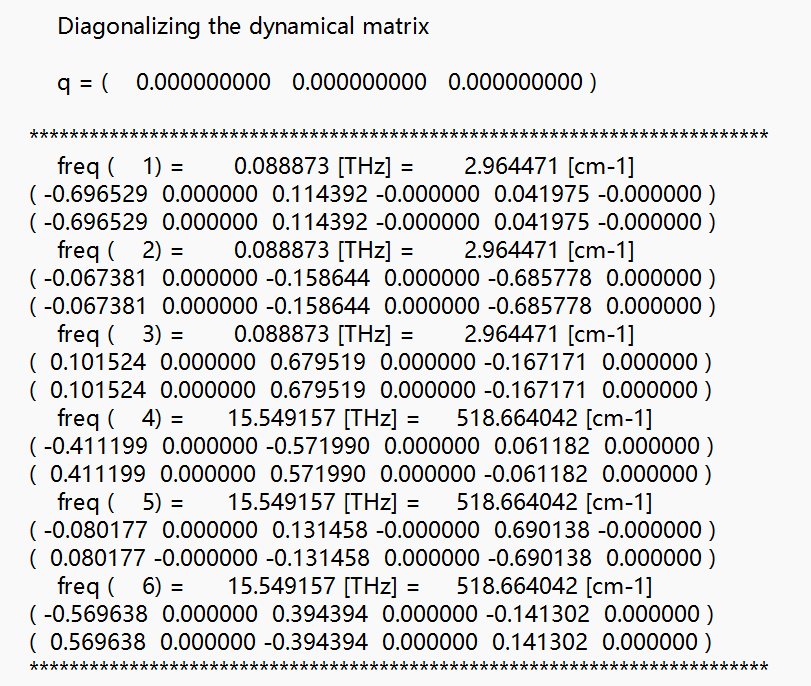 Diagonalizing the dynamical matrix
q = ( 0.000000000 0.000000000 0.000000000 )
**************************************************************************
freq ( 1) = 0.088873 [THz] = 2.964471 [cm-1]
( -0.696529 0.000000 0.114392 -0.000000 0.041975 -0.000000 )
( -0.696529 0.000000 0.114392 -0.000000 0.041975 -0.000000 )
freq ( 2) = 0.088873 [THz] = 2.964471 [cm-1]
( -0.067381 0.000000 -0.158644 0.000000 -0.685778 0.000000 )
( -0.067381 0.000000 -0.158644 0.000000 -0.685778 0.000000 )
freq ( 3) = 0.088873 [THz] = 2.964471 [cm-1]
( 0.101524 0.000000 0.679519 0.000000 -0.167171 0.000000 )
( 0.101524 0.000000 0.679519 0.000000 -0.167171 0.000000 )
freq ( 4) = 15.549157 [THz] = 518.664042 [cm-1]
( -0.411199 0.000000 -0.571990 0.000000 0.061182 0.000000 )
( 0.411199 0.000000 0.571990 0.000000 -0.061182 0.000000 )
freq ( 5) = 15.549157 [THz] = 518.664042 [cm-1]
( -0.080177 0.000000 0.131458 -0.000000 0.690138 -0.000000 )
( 0.080177 -0.000000 -0.131458 0.000000 -0.690138 0.000000 )
freq ( 6) = 15.549157 [THz] = 518.664042 [cm-1]
( -0.569638 0.000000 0.394394 0.000000 -0.141302 0.000000 )
( 0.569638 0.000000 -0.394394 0.000000 0.141302 0.000000 )
**************************************************************************